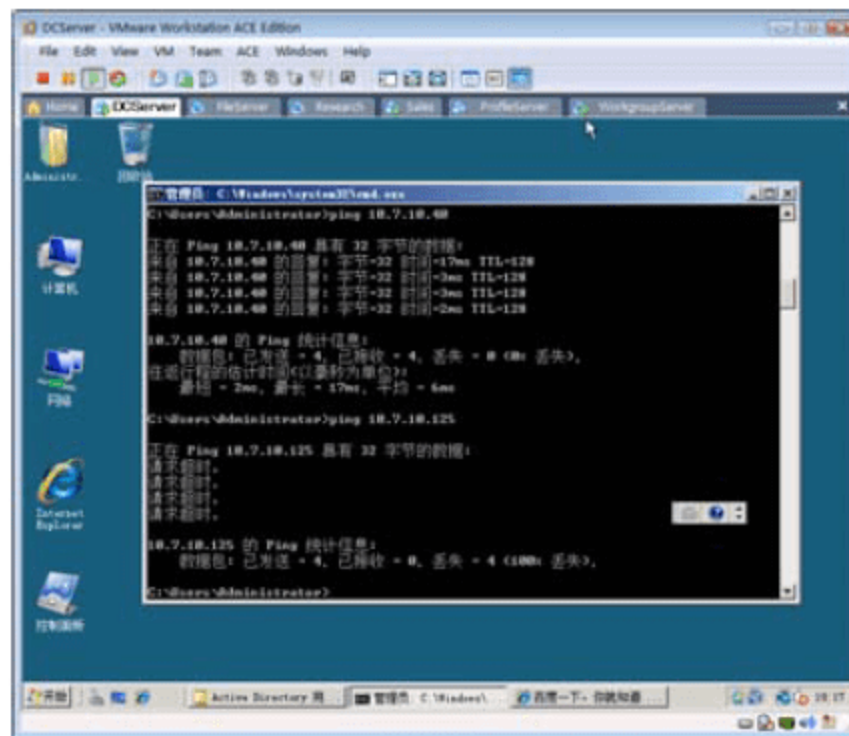 DCServer - VMware Workstation ACE Edition
File Edit View VM Team ACE Windows Help
Home DCServer FileServer Research Sales ProfileServer WorkgroupServer
Administr..
回收站
管理员: C:\Windows\system32\cmd.exe
C:\Users\Administrator>ping 10.7.10.40
正在 Ping 10.7.10.40 具有 32 字节的数据:
来自 10.7.10.40 的回复: 字节=32 时间=17ms TTL=128
来自 10.7.10.40 的回复: 字节=32 时间=3ms TTL=128
来自 10.7.10.40 的回复: 字节=32 时间=3ms TTL=128
来自 10.7.10.40 的回复: 字节=32 时间=2ms TTL=128
10.7.10.40 的 Ping 统计信息:
数据包: 已发送 = 4，已接收 = 4，丢失 = 0 (0% 丢失)，
往返行程的估计时间(以毫秒为单位):
最短 = 2ms，最长 = 17ms，平均 = 6ms
C:\Users\Administrator>ping 10.7.10.125
正在 Ping 10.7.10.125 具有 32 字节的数据:
请求超时。
请求超时。
请求超时。
请求超时。
10.7.10.125 的 Ping 统计信息:
数据包: 已发送 = 4，已接收 = 0，丢失 = 4 (100% 丢失)，
C:\Users\Administrator>
计算机
网络
Internet
Explorer
控制面板
开始 Active Directory 用... 管理员: C:\Windows\... 百度一下，你就知道 ...